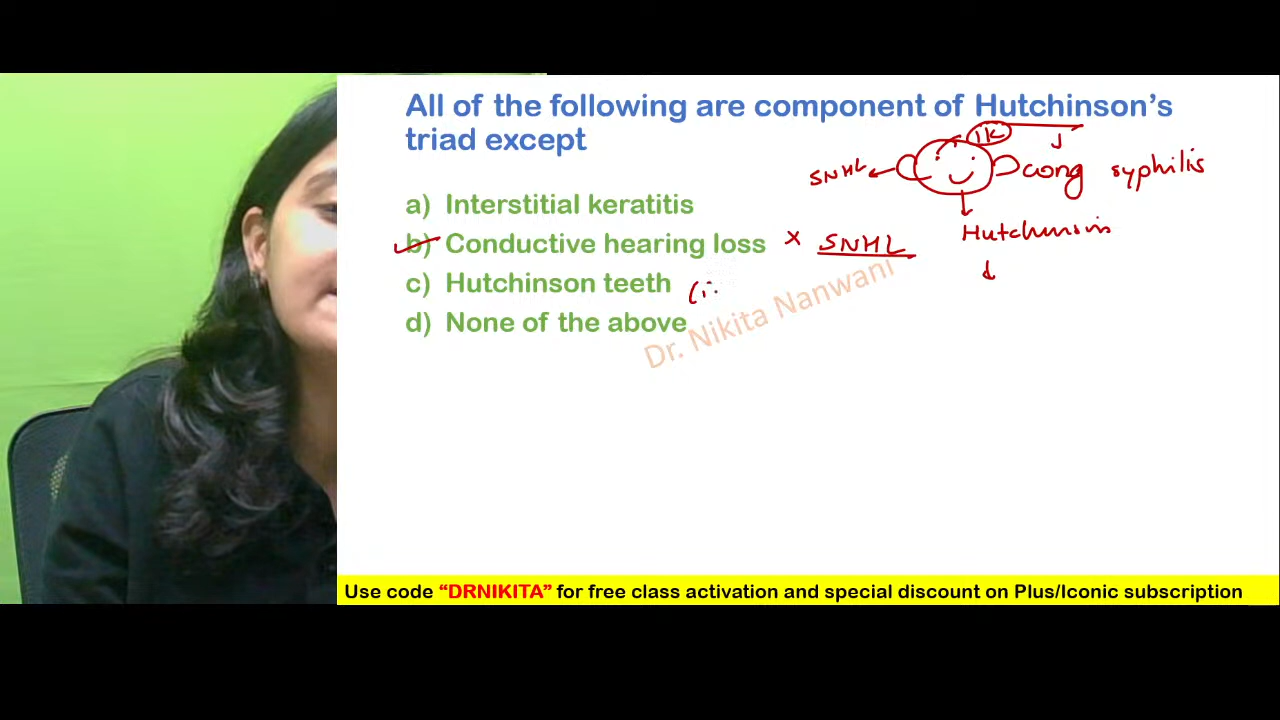 All of the following are component of Hutchinson's
triad except
IK
SNHL
cong syphilis
a) Interstitial keratitis
Hutchinson
b) Conductive hearing loss x SNHL
c) Hutchinson teeth
d) None of the above
Dr. Nikita Nanwani
Use code “DRNIKITA” for free class activation and special discount on Plus/Iconic subscription